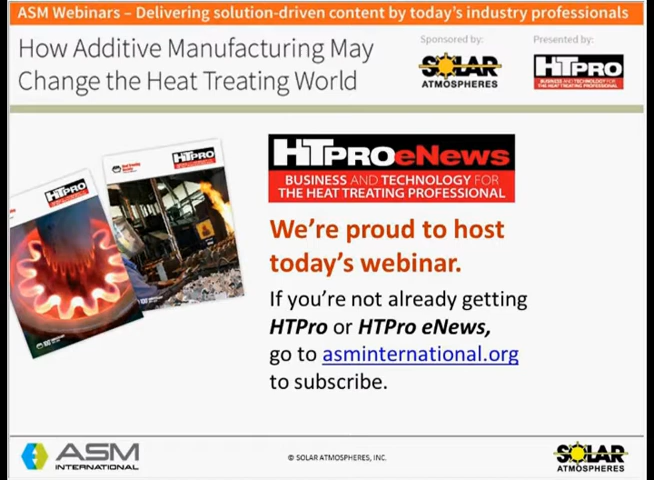 ASM Webinars – Delivering solution-driven content by today's industry professionals
How Additive Manufacturing May
Change the Heat Treating World
Sponsored by:
SOLAR
ATMOSPHERES
Presented by:
HTPRO
BUSINESS AND TECHNOLOGY FOR
THE HEAT TREATING PROFESSIONAL
HTPRO
HTPRO
HTPROeNews
BUSINESS AND TECHNOLOGY FOR
THE HEAT TREATING PROFESSIONAL
We're proud to host
today's webinar.
If you're not already getting
HTPro or HTPro eNews,
go to asminternational.org
to subscribe.
ASM
INTERNATIONAL
© SOLAR ATMOSPHERES, INC.
SOLAR
ATMOSPHERES